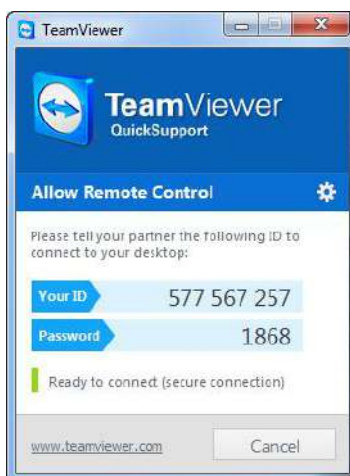 TeamViewer
TeamViewer
QuickSupport
Allow Remote Control
Please tell your partner the following ID to
connect to your desktop:
Your ID 577 567 257
Password 1868
Ready to connect (secure connection)
www.teamviewer.com Cancel